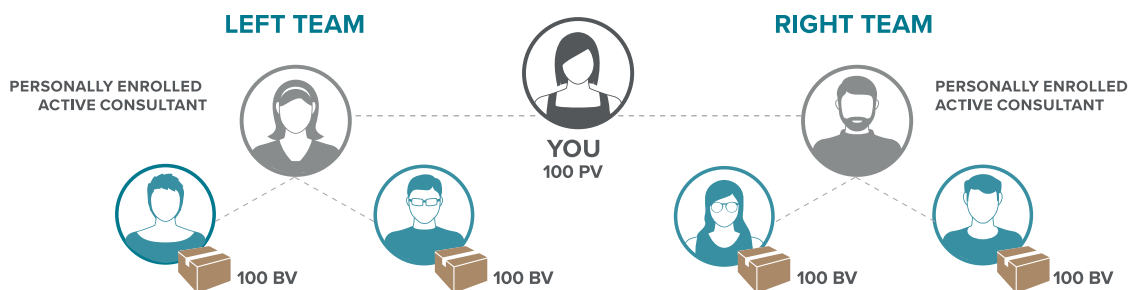 LEFT TEAM
RIGHT TEAM
PERSONALLY ENROLLED
ACTIVE CONSULTANT
PERSONALLY ENROLLED
ACTIVE CONSULTANT
YOU
100 PV
100 BV
100 BV
100 BV
100 BV